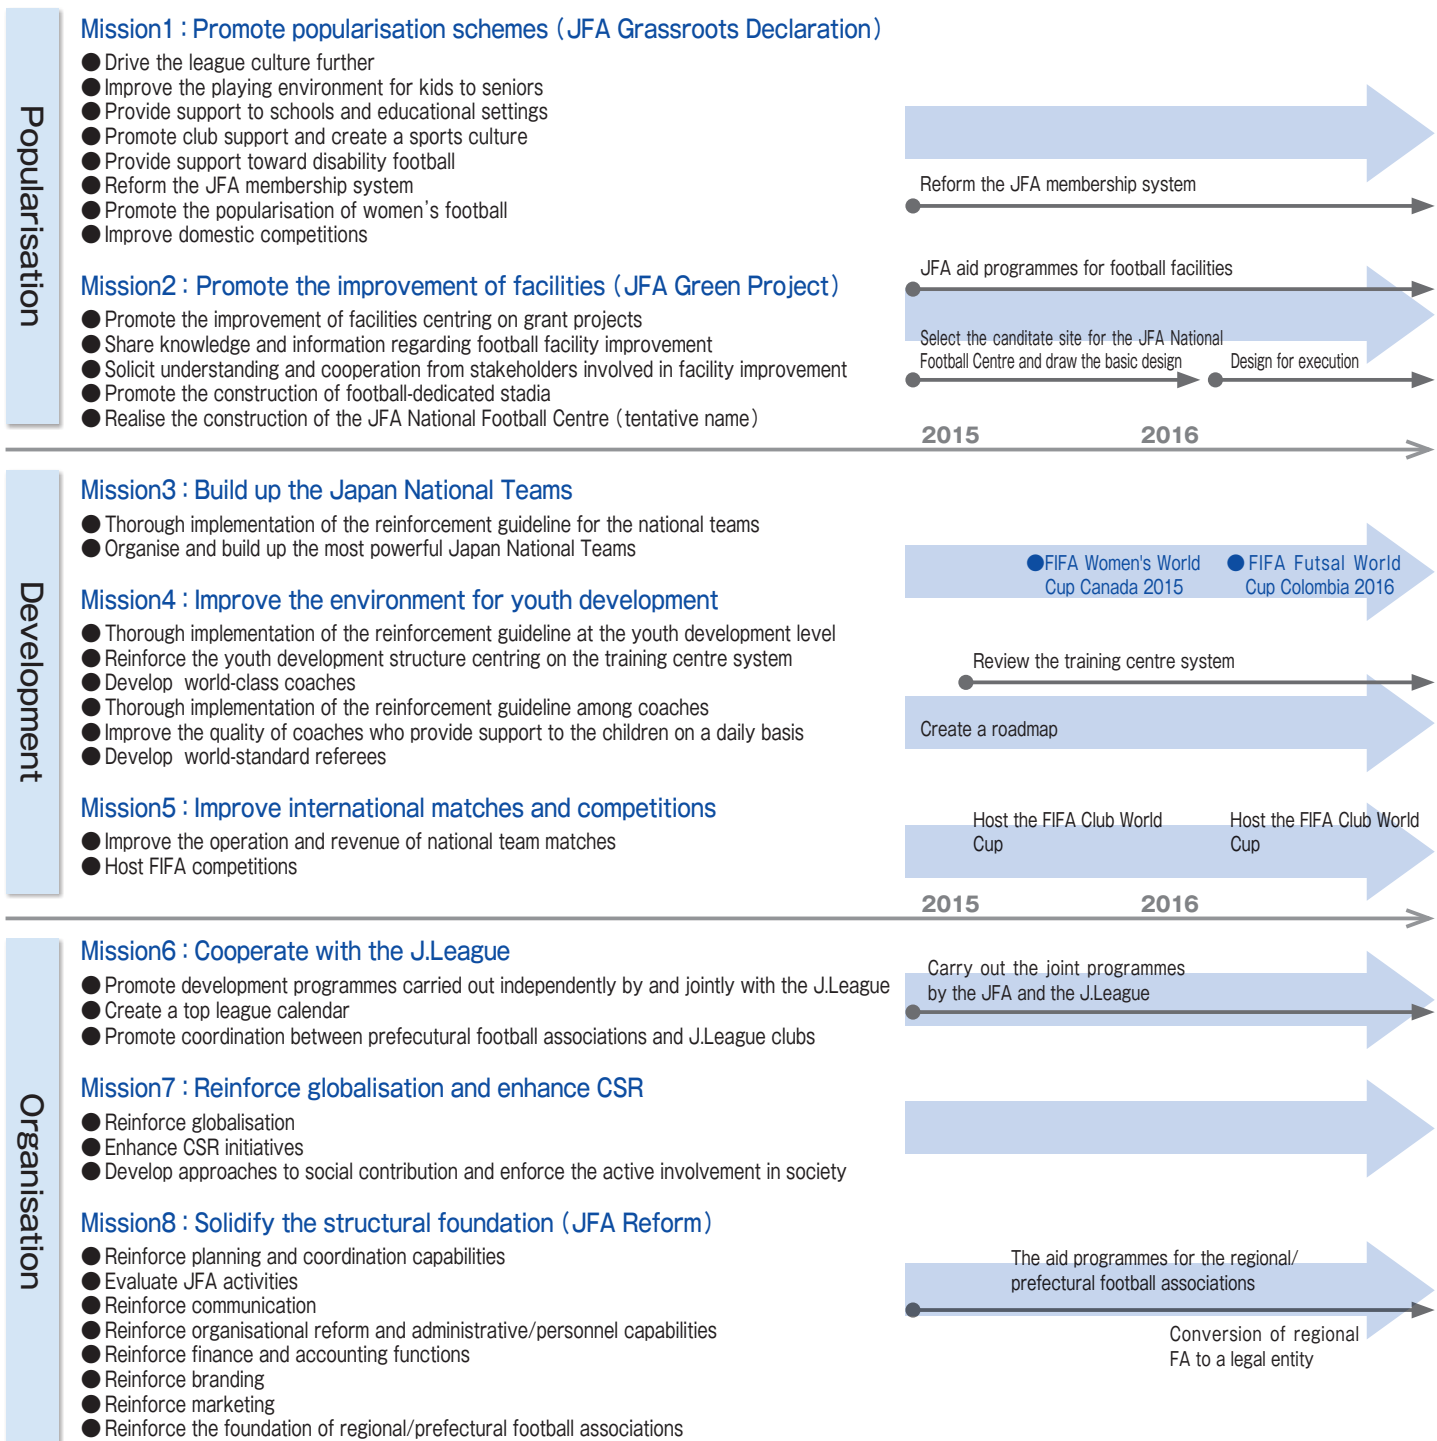 Popularisation
Mission1 : Promote popularisation schemes (JFA Grassroots Declaration)
● Drive the league culture further
● Improve the playing environment for kids to seniors
● Provide support to schools and educational settings
● Promote club support and create a sports culture
● Provide support toward disability football
● Reform the JFA membership system
● Promote the popularisation of women's football
● Improve domestic competitions
Reform the JFA membership system
Mission2 : Promote the improvement of facilities (JFA Green Project)
● Promote the improvement of facilities centring on grant projects
● Share knowledge and information regarding football facility improvement
● Solicit understanding and cooperation from stakeholders involved in facility improvement
● Promote the construction of football-dedicated stadia
● Realise the construction of the JFA National Football Centre (tentative name)
JFA aid programmes for football facilities
Select the canditate site for the JFA National
Football Centre and draw the basic design
Design for execution
2015 2016
Development
Mission3 : Build up the Japan National Teams
● Thorough implementation of the reinforcement guideline for the national teams
● Organise and build up the most powerful Japan National Teams
●FIFA Women's World
Cup Canada 2015
● FIFA Futsal World
Cup Colombia 2016
Mission4 : Improve the environment for youth development
● Thorough implementation of the reinforcement guideline at the youth development level
● Reinforce the youth development structure centring on the training centre system
● Develop world-class coaches
● Thorough implementation of the reinforcement guideline among coaches
● Improve the quality of coaches who provide support to the children on a daily basis
● Develop world-standard referees
Review the training centre system
Create a roadmap
Mission5 : Improve international matches and competitions
● Improve the operation and revenue of national team matches
● Host FIFA competitions
Host the FIFA Club World
Cup
Host the FIFA Club World
Cup
2015 2016
Organisation
Mission6 : Cooperate with the J.League
● Promote development programmes carried out independently by and jointly with the J.League
● Create a top league calendar
● Promote coordination between prefecutural football associations and J.League clubs
Carry out the joint programmes
by the JFA and the J.League
Mission7 : Reinforce globalisation and enhance CSR
● Reinforce globalisation
● Enhance CSR initiatives
● Develop approaches to social contribution and enforce the active involvement in society
Mission8 : Solidify the structural foundation (JFA Reform)
● Reinforce planning and coordination capabilities
● Evaluate JFA activities
● Reinforce communication
● Reinforce organisational reform and administrative/personnel capabilities
● Reinforce finance and accounting functions
● Reinforce branding
● Reinforce marketing
● Reinforce the foundation of regional/prefectural football associations
The aid programmes for the regional/
prefectural football associations
Conversion of regional
FA to a legal entity